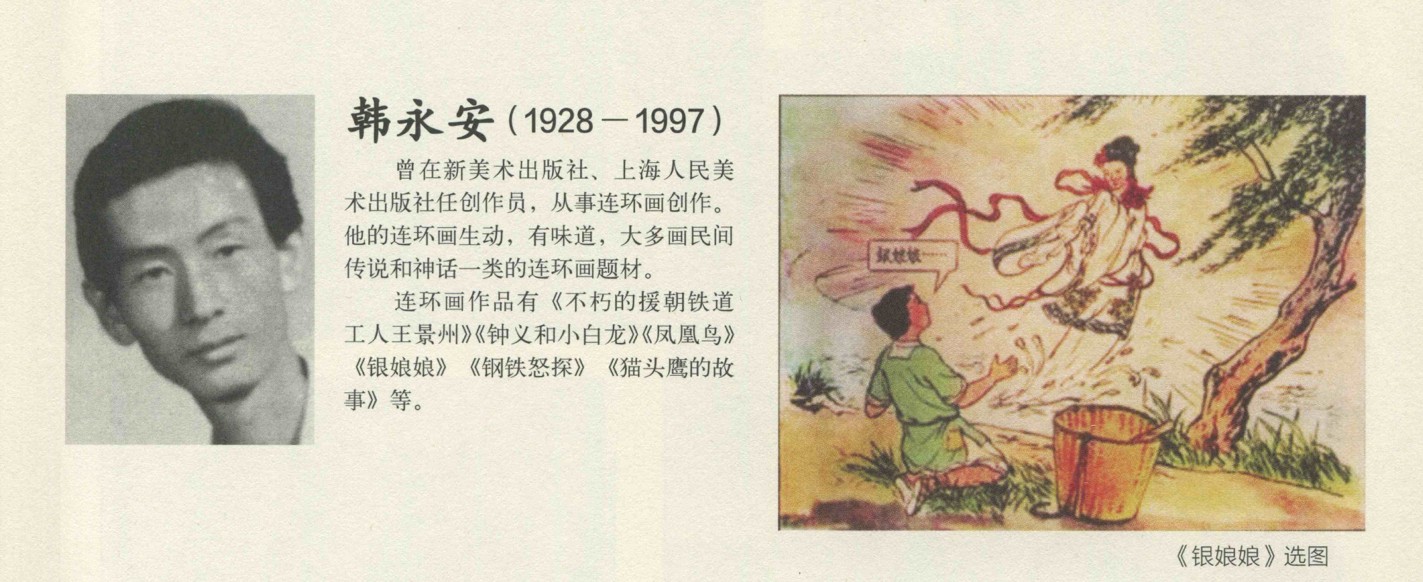 韩永安（1928－1997）
曾在新美术出版社、上海人民美
术出版社任创作员，从事连环画创作。
他的连环画生动，有味道，大多画民间
传说和神话一类的连环画题材。
连环画作品有《不朽的援朝铁道
工人王景州》《钟义和小白龙》《凤凰鸟》
《银娘娘》《钢铁怒探》《猫头鹰的故
事》等。
银娘娘……
《银娘娘》选图